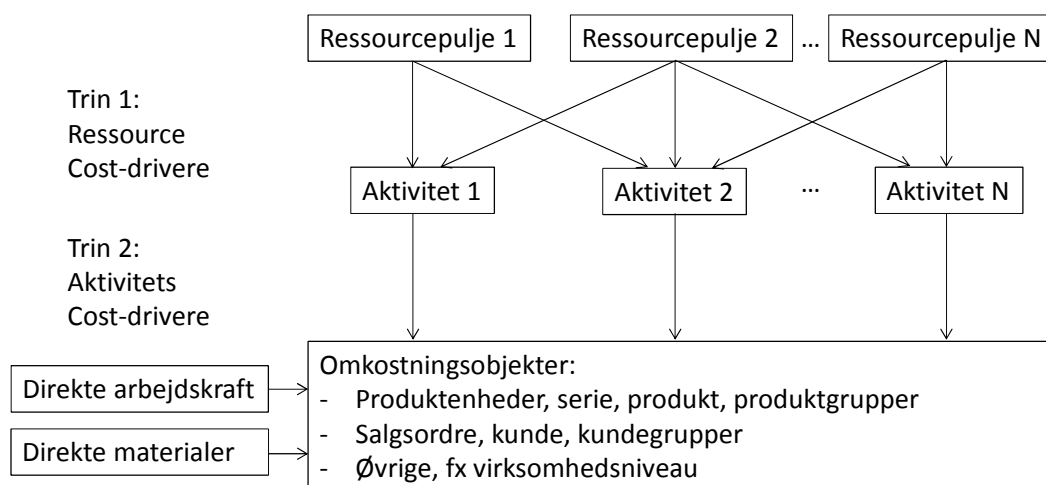 Ressourcepulje 1
Ressourcepulje 2
...
Ressourcepulje N
Trin 1:
Ressource
Cost-drivere
Aktivitet 1
Aktivitet 2
...
Aktivitet N
Trin 2:
Aktivitets
Cost-drivere
Direkte arbejdskraft
Direkte materialer
Omkostningsobjekter:
- Produktenheder, serie, produkt, produktgrupper
- Salgsordre, kunde, kundegrupper
- Øvrige, fx virksomhedsniveau